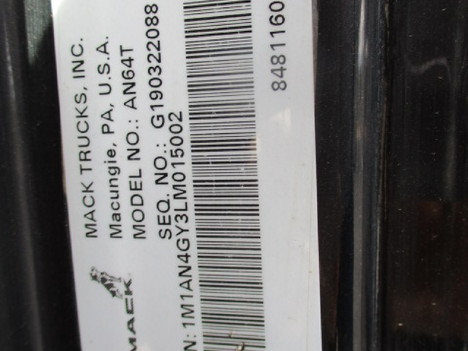 MACK TRUCKS, INC.
Macungie, PA, U.S.A.
MODEL NO.: AN64T
SEQ. NO.: G190322088
N: 1M1AN4GY3LM015002
8481160
MACK